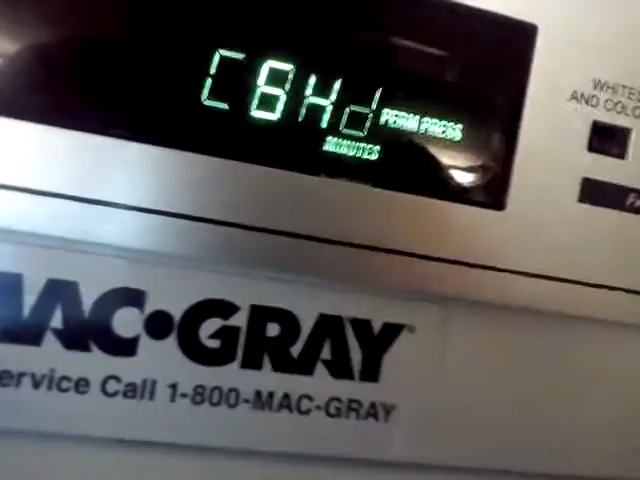 C8Hd PERM PRESS
MINUTES
WHITES
AND COLO
MAC•GRAY
ervice Call 1-800-MAC-GRAY